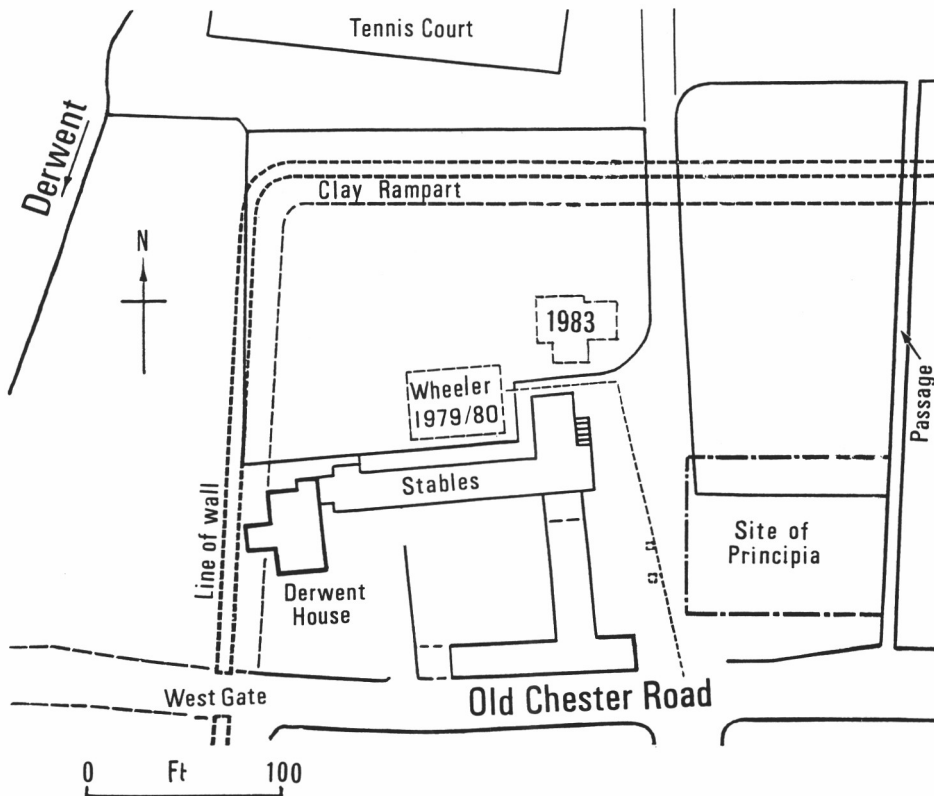 Tennis Court
Derwent
Clay Rampart
N
1983
Wheeler
1979/80
Passage
Stables
Line of wall
Site of
Principia
Derwent
House
West Gate
Old Chester Road
0 Ft 100